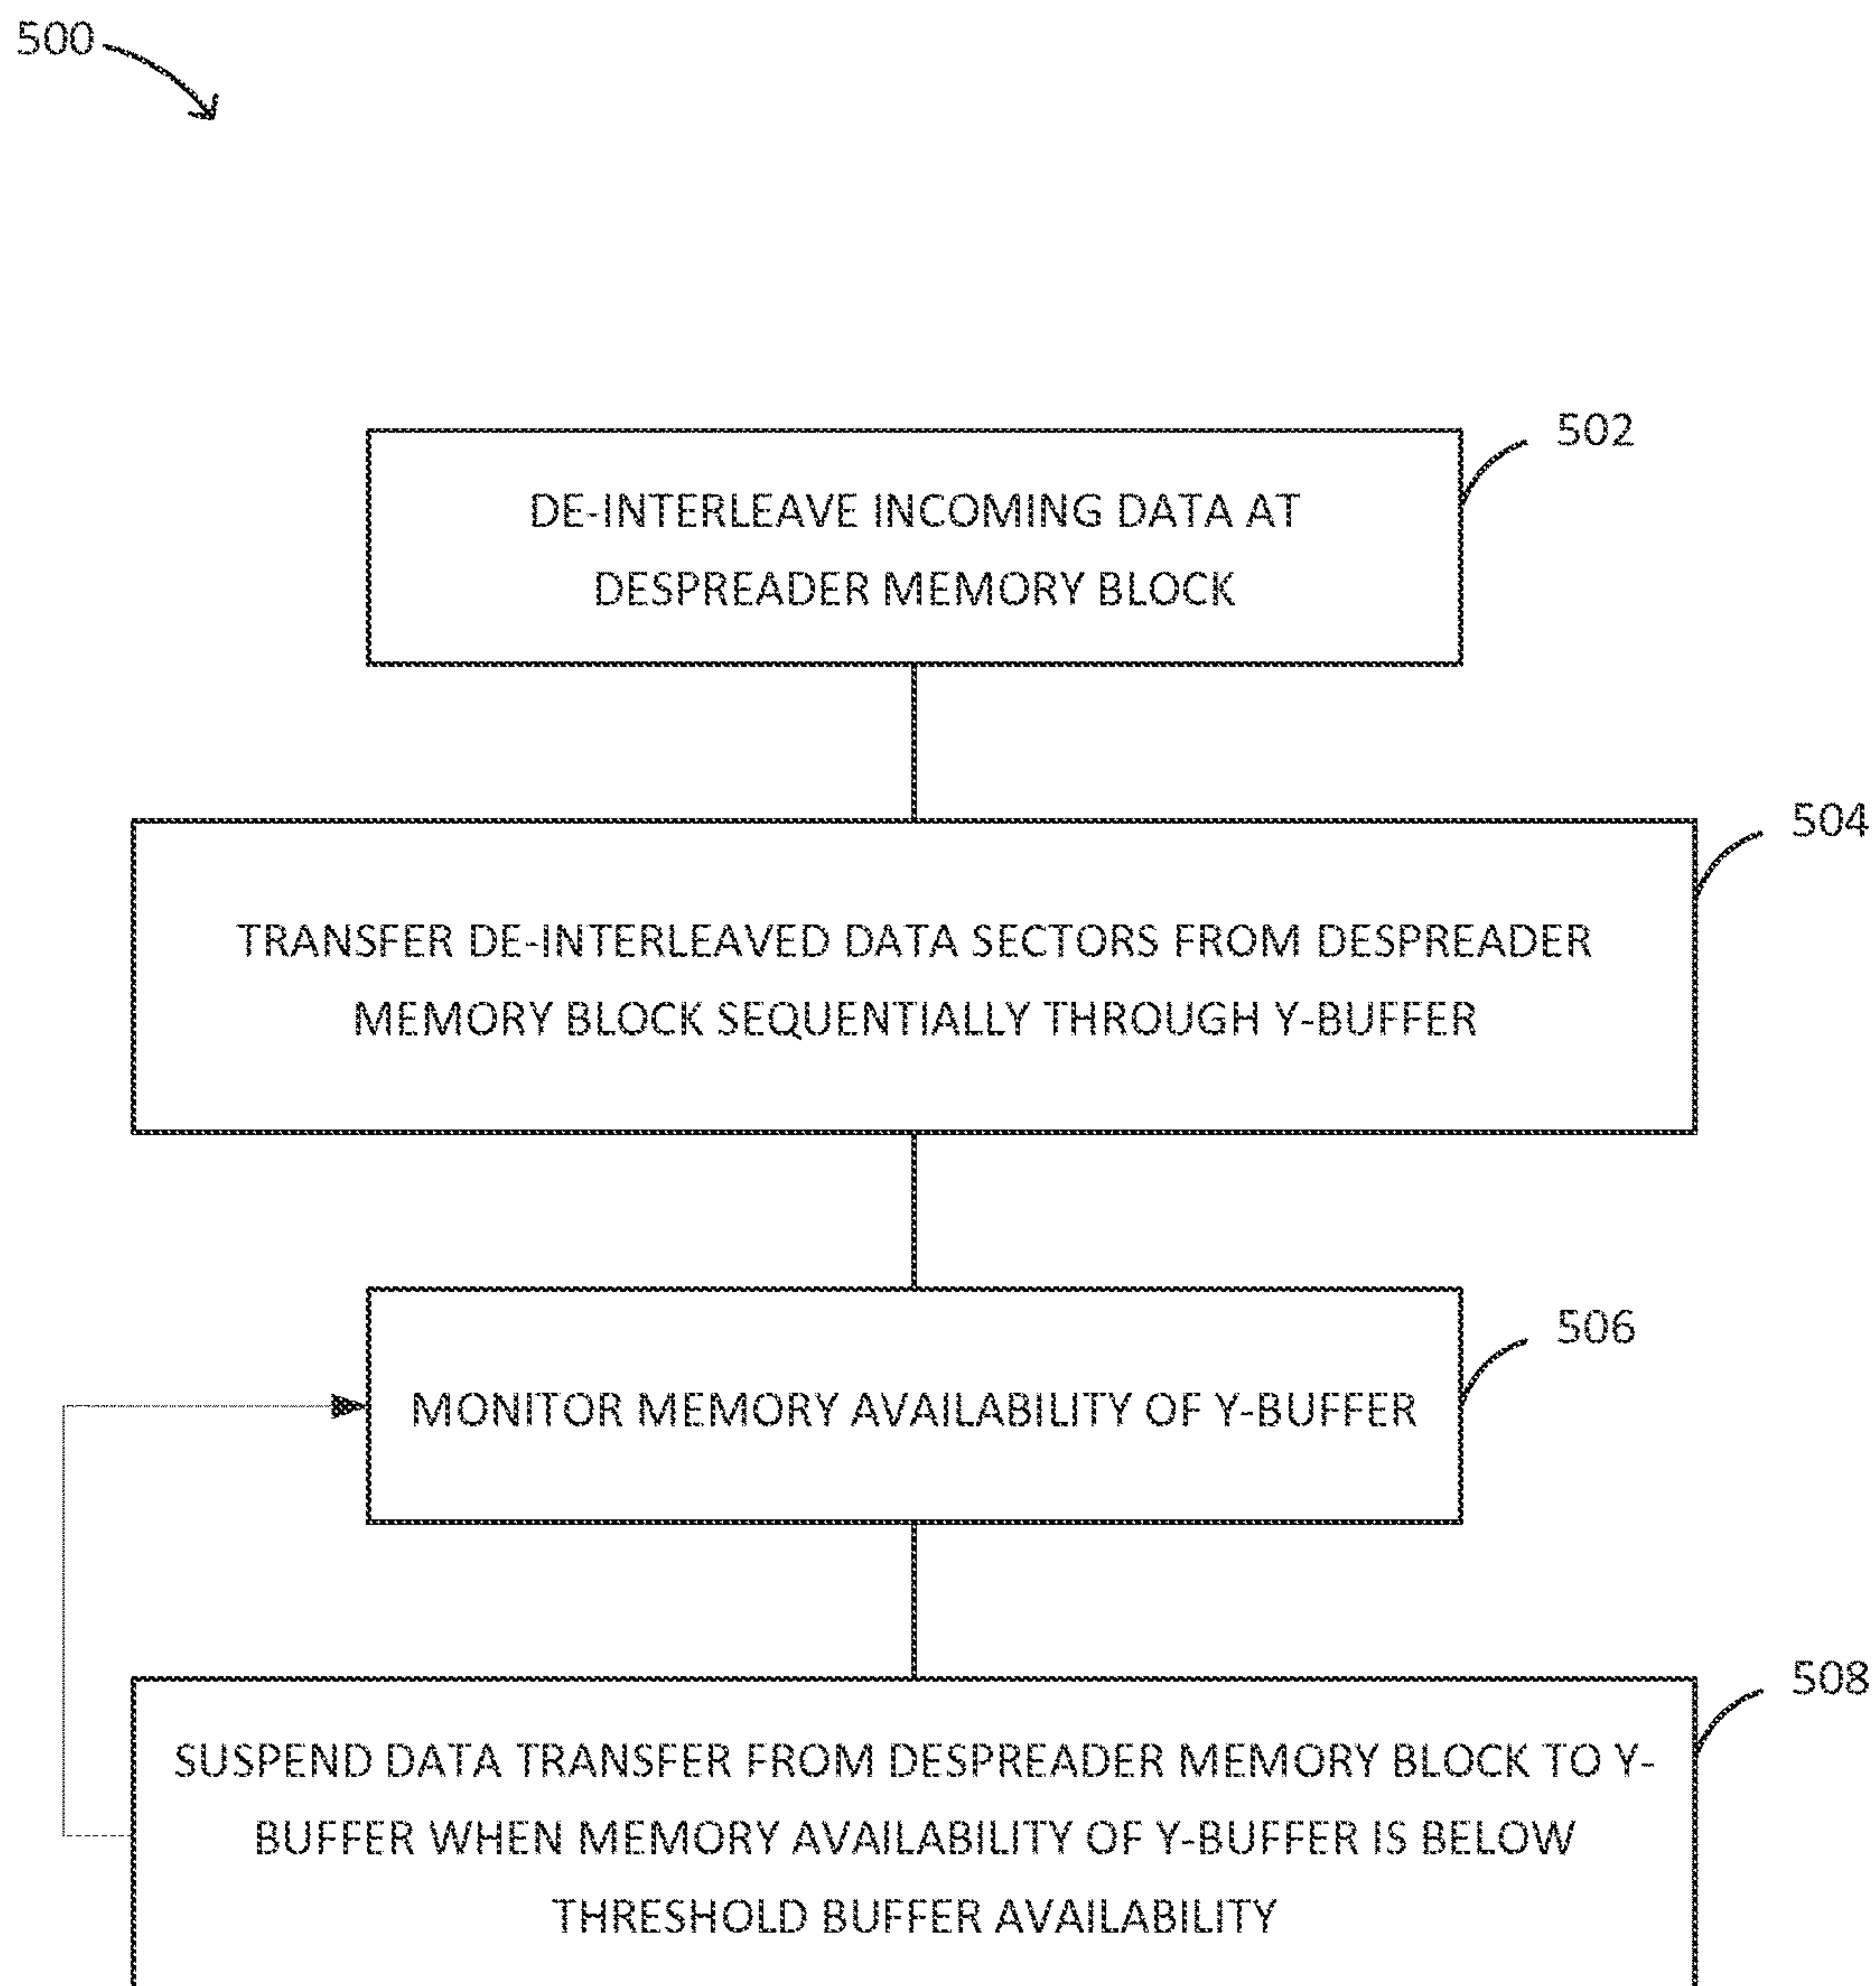 500
502
DE-INTERLEAVE INCOMING DATA AT
DESPREADER MEMORY BLOCK
504
TRANSFER DE-INTERLEAVED DATA SECTORS FROM DESPREADER
MEMORY BLOCK SEQUENTIALLY THROUGH Y-BUFFER
506
MONITOR MEMORY AVAILABILITY OF Y-BUFFER
508
SUSPEND DATA TRANSFER FROM DESPREADER MEMORY BLOCK TO Y-
BUFFER WHEN MEMORY AVAILABILITY OF Y-BUFFER IS BELOW
THRESHOLD BUFFER AVAILABILITY